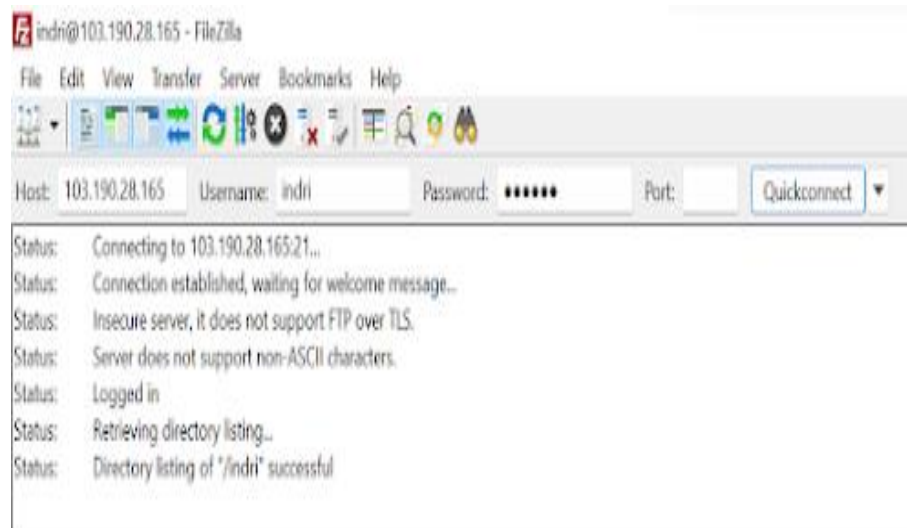 indri@103.190.28.165 - FileZilla
File Edit View Transfer Server Bookmarks Help
Host: 103.190.28.165 Username: indri Password: •••••• Port: Quickconnect
Status: Connecting to 103.190.28.165:21...
Status: Connection established, waiting for welcome message...
Status: Insecure server, it does not support FTP over TLS.
Status: Server does not support non-ASCII characters.
Status: Logged in
Status: Retrieving directory listing...
Status: Directory listing of "/indri" successful